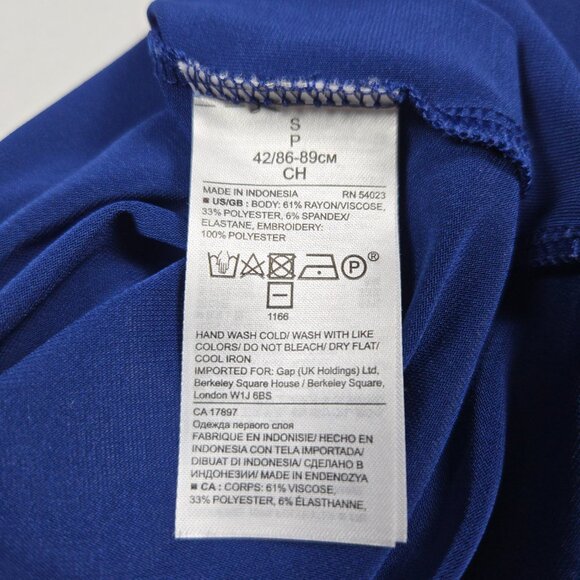 S
P
42/86-89см
CH
MADE IN INDONESIA RN 54023
■ US/GB : BODY: 61% RAYON/VISCOSE,
33% POLYESTER, 6% SPANDEX/
ELASTANE, EMBROIDERY:
100% POLYESTER
P®
1166
HAND WASH COLD/ WASH WITH LIKE
COLORS/ DO NOT BLEACH/ DRY FLAT/
COOL IRON
IMPORTED FOR: Gap (UK Holdings) Ltd,
Berkeley Square House / Berkeley Square,
London W1J 6BS
CA 17897
Одежда первого слоя
FABRIQUE EN INDONISIE/ HECHO EN
INDONESIA CON TELA IMPORTADA/
DIBUAT DI INDONESIA/ СДЕЛАНО В
ИНДОНЕЗИИ/ MADE IN ENDENOZYA
■ CA : CORPS: 61% VISCOSE,
33% POLYESTER, 6% ÉLASTHANNE,